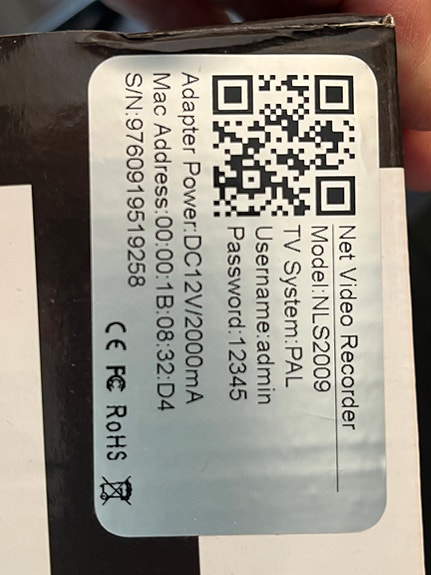 Net Video Recorder
Model:NLS2009
TV System:PAL
Username:admin
Password:12345
Adapter Power:DC12V/2000mA
Mac Address:00:00:1B:08:32:D4
S/N:9760919519258
CE FC RoHS